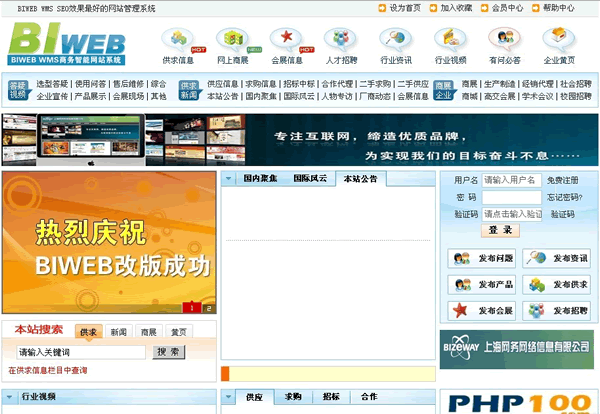 BIWEB WMS SEO效果最好的网站管理系统
设为首页 加入收藏 会员中心 帮助中心
BIWEB
BIWEB WMS商务智能网站系统
供求信息 HOT 网上商展 会展信息 HOT 人才招聘 行业资讯 行业视频 有问必答 企业黄页
答疑视频
选型答疑 | 使用问答 | 售后维修 | 综合
企业宣传 | 产品展示 | 会展现场 | 其他
供求新闻
供应信息 | 求购信息 | 招标中标 | 合作代理 | 二手求购 | 二手供应
本站公告 | 国内聚焦 | 国际风云 | 人物专访 | 厂商动态 | 会展信息
商展企业
商展 | 生产制造 | 经销代理 | 社会招聘
商城 | 高交会展 | 学术会议 | 校园招聘
专注互联网，缔造优质品牌，
为实现我们的目标奋斗不息……
热烈庆祝
BIWEB改版成功
1 2
国内聚焦 国际风云 本站公告
用户名 请输入用户名 免费注册
密 码 忘记密码?
验证码 请点击输入验证 验证码
登 录
发布问题 发布资讯
发布产品 发布供求
发布会展 发布招聘
本站搜索 供求 新闻 商展 黄页
请输入关键词 搜 索
在供求信息栏目中查询
BIZEWAY 上海网务网络信息有限公司
行业视频
供应 求购 招标 合作
PHP100